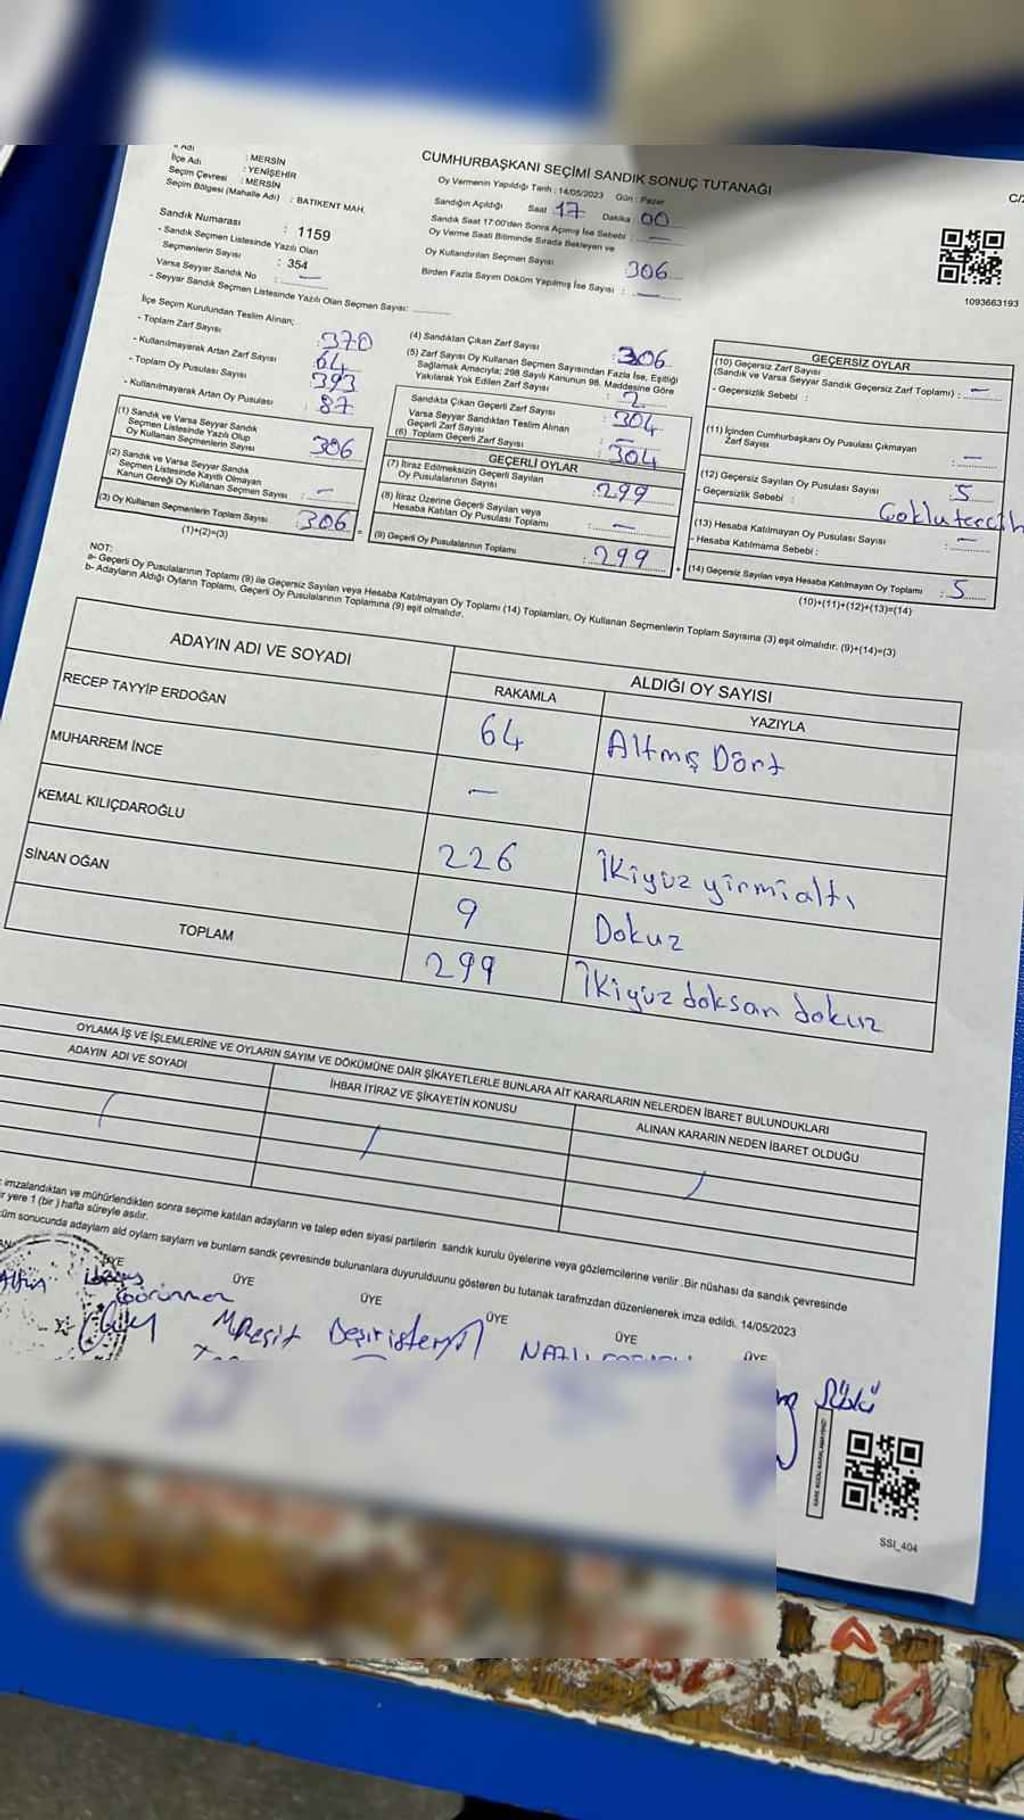 İlçe Adı : MERSİN
Seçim Çevresi : YENİŞEHİR
Seçim Bölgesi (Mahalle Adı) : MERSİN
: BATIKENT MAH.
Sandık Numarası : 1159
- Sandık Seçmen Listesinde Yazılı Olan
Seçmenlerin Sayısı : 354
Varsa Seyyar Sandık No : —
- Seyyar Sandık Seçmen Listesinde Yazılı Olan Seçmen Sayısı:
CUMHURBAŞKANI SEÇİMİ SANDIK SONUÇ TUTANAĞI
Oy Vermenin Yapıldığı Tarih : 14/05/2023 Gün : Pazar
Sandığın Açıldığı Saat 17 Dakika 00
Sandık Saat 17:00'den Sonra Açmış İse Sebebi : —
Oy Verme Saati Bitiminde Sırada Bekleyen ve
Oy Kullandırılan Seçmen Sayısı 306
Birden Fazla Sayım Döküm Yapılmış İse Sayısı : —
C/2
1093663193
İlçe Seçim Kurulundan Teslim Alınan;
- Toplam Zarf Sayısı : 370
- Kullanılmayarak Artan Zarf Sayısı : 64
- Toplam Oy Pusulası Sayısı : 393
- Kullanılmayarak Artan Oy Pusulası : 87
(1) Sandık ve Varsa Seyyar Sandık
Seçmen Listesinde Yazılı Olup
Oy Kullanan Seçmenlerin Sayısı : 306
(2) Sandık ve Varsa Seyyar Sandık
Seçmen Listesinde Kayıtlı Olmayan
Kanun Gereği Oy Kullanan Seçmen Sayısı : —
(3) Oy Kullanan Seçmenlerin Toplam Sayısı : 306
(1)+(2)=(3)
(4) Sandıktan Çıkan Zarf Sayısı : 306
(5) Zarf Sayısı Oy Kullanan Seçmen Sayısından Fazla İse, Eşitliği
Sağlamak Amacıyla; 298 Sayılı Kanunun 98. Maddesine Göre
Yakılarak Yok Edilen Zarf Sayısı : 2
Sandıkta Çıkan Geçerli Zarf Sayısı : 304
Varsa Seyyar Sandıktan Teslim Alınan
Geçerli Zarf Sayısı : —
(6) Toplam Geçerli Zarf Sayısı : 304
GEÇERLİ OYLAR
(7) İtiraz Edilmeksizin Geçerli Sayılan
Oy Pusulalarının Sayısı : 299
(8) İtiraz Üzerine Geçerli Sayılan veya
Hesaba Katılan Oy Pusulası Toplamı : —
(9) Geçerli Oy Pusulalarının Toplamı : 299
GEÇERSİZ OYLAR
(10) Geçersiz Zarf Sayısı
(Sandık ve Varsa Seyyar Sandık Geçersiz Zarf Toplamı) : —
- Geçersizlik Sebebi :
(11) İçinden Cumhurbaşkanı Oy Pusulası Çıkmayan
Zarf Sayısı : —
(12) Geçersiz Sayılan Oy Pusulası Sayısı : 5
- Geçersizlik Sebebi : Çoklu tercih
(13) Hesaba Katılmayan Oy Pusulası Sayısı : —
- Hesaba Katılmama Sebebi :
(14) Geçersiz Sayılan veya Hesaba Katılmayan Oy Toplamı : 5
(10)+(11)+(12)+(13)=(14)
NOT:
a- Geçerli Oy Pusulalarının Toplamı (9) ile Geçersiz Sayılan veya Hesaba Katılmayan Oy Toplamı (14) Toplamları, Oy Kullanan Seçmenlerin Toplam Sayısına (3) eşit olmalıdır. (9)+(14)=(3)
b- Adayların Aldığı Oyların Toplamı, Geçerli Oy Pusulalarının Toplamına (9) eşit olmalıdır.
ADAYIN ADI VE SOYADI ALDIĞI OY SAYISI
RAKAMLA YAZIYLA
RECEP TAYYİP ERDOĞAN 64 Altmış Dört
MUHARREM İNCE —
KEMAL KILIÇDAROĞLU 226 İkiyüz yirmialtı
SİNAN OĞAN 9 Dokuz
TOPLAM 299 İkiyüz doksan dokuz
OYLAMA İŞ VE İŞLEMLERİNE VE OYLARIN SAYIM VE DÖKÜMÜNE DAİR ŞİKAYETLERLE BUNLARA AİT KARARLARIN NELERDEN İBARET BULUNDUKLARI
ADAYIN ADI VE SOYADI İHBAR İTİRAZ VE ŞİKAYETİN KONUSU ALINAN KARARIN NEDEN İBARET OLDUĞU
imzalandıktan ve mühürlendikten sonra seçime katılan adayların ve talep eden siyasi partilerin sandık kurulu üyelerine veya gözlemcilerine verilir .Bir nüshası da sandık çevresinde
yere 1 (bir ) hafta süreyle asılır.
sonucunda adayların ald oylarn sayların ve bunların sandk çevresinde bulunanlara duyurulduunu gösteren bu tutanak tarafmzdan düzenlenerek imza edildi. 14/05/2023
ÜYE ÜYE ÜYE ÜYE ÜYE ÜYE
Görünmez
M.Reşit
SSI_404